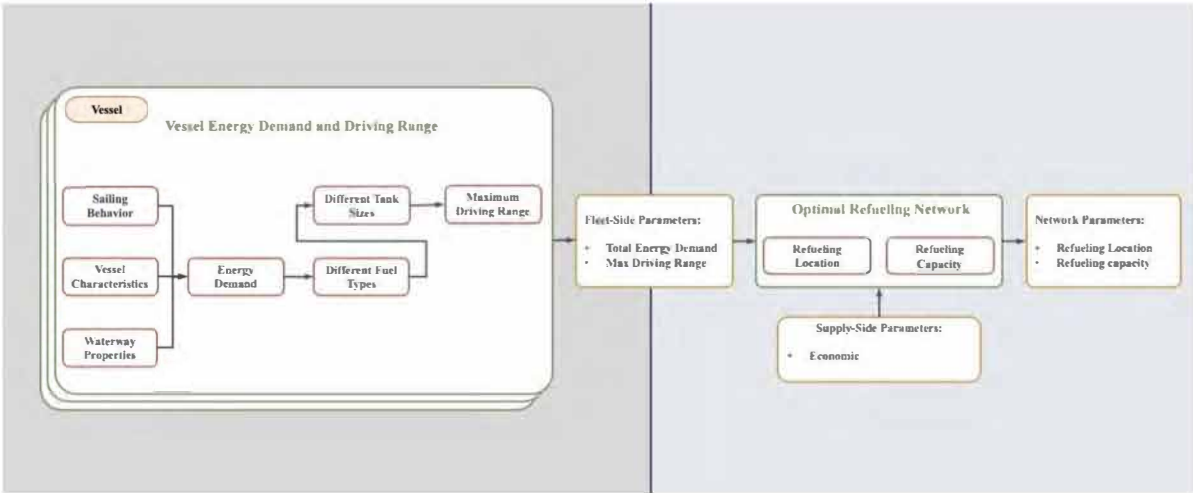 Vessel
Vessel Energy Demand and Driving Range
Sailing
Behavior
Vessel
Characteristics
Waterway
Properties
Energy
Demand
Different Tank
Sizes
Different Fuel
Types
Maximum
Driving Range
Fleet-Side Parameters:
• Total Energy Demand
• Max Driving Range
Optimal Refueling Network
Refueling
Location
Refueling
Capacity
Supply-Side Parameters:
• Economic
Network Parameters:
• Refueling Location
• Refueling capacity